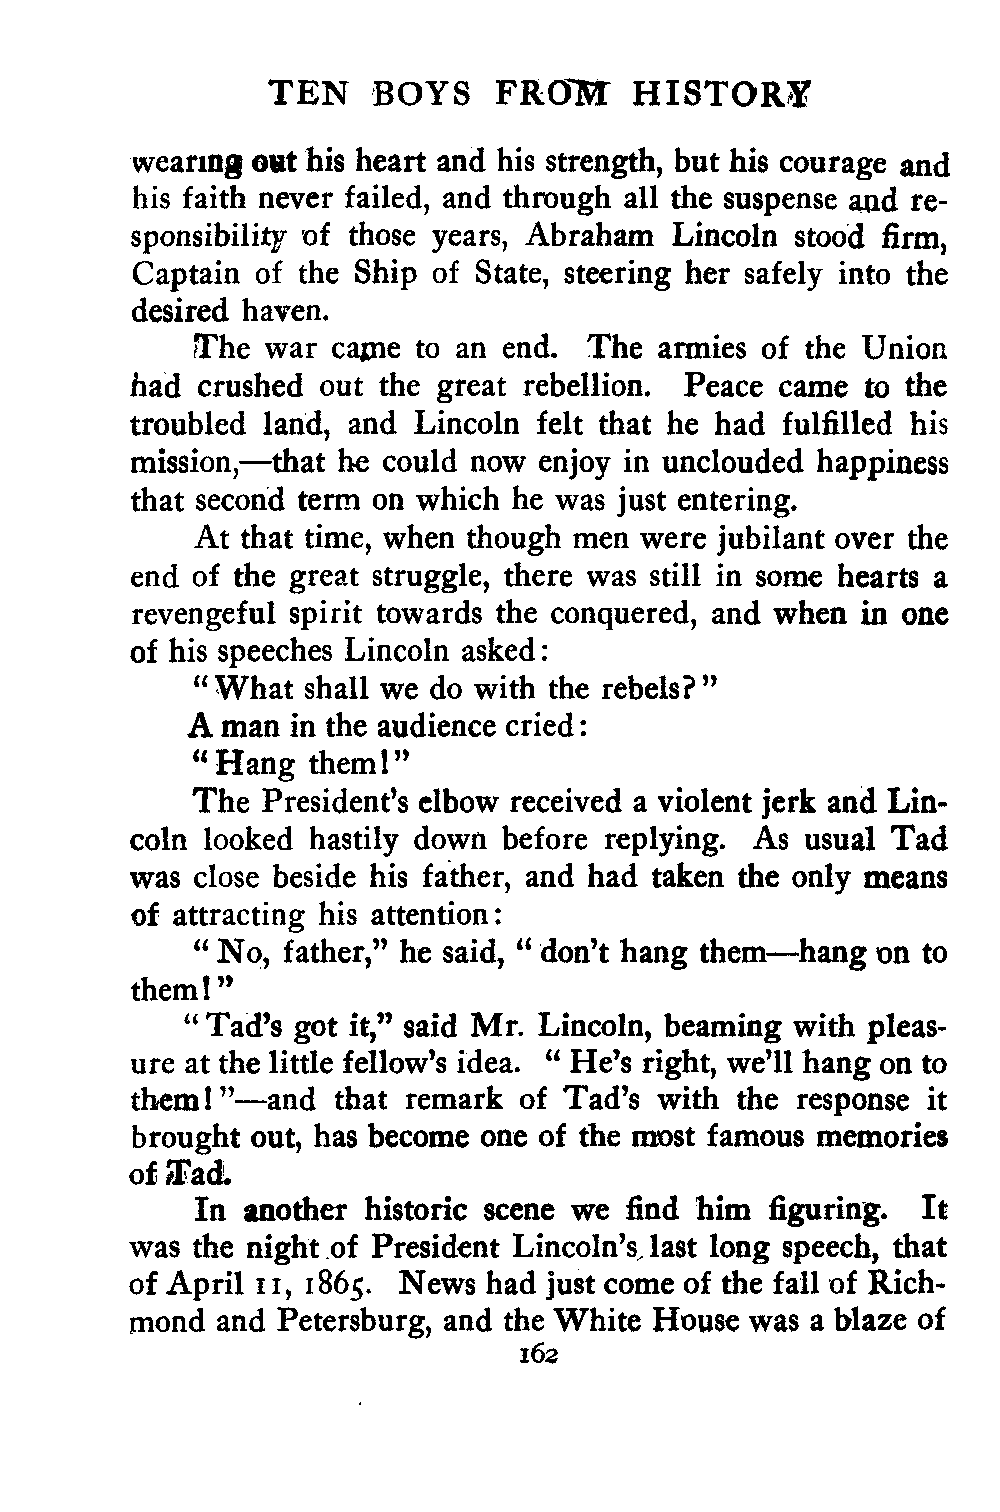 TEN BOYS FROM HISTORY
wearing out his heart and his strength, but his courage and
his faith never failed, and through all the suspense and re-
sponsibility of those years, Abraham Lincoln stood firm,
Captain of the Ship of State, steering her safely into the
desired haven.
The war came to an end. The armies of the Union
had crushed out the great rebellion. Peace came to the
troubled land, and Lincoln felt that he had fulfilled his
mission,—that he could now enjoy in unclouded happiness
that second term on which he was just entering.
At that time, when though men were jubilant over the
end of the great struggle, there was still in some hearts a
revengeful spirit towards the conquered, and when in one
of his speeches Lincoln asked:
"What shall we do with the rebels?"
A man in the audience cried:
"Hang them!"
The President's elbow received a violent jerk and Lin-
coln looked hastily down before replying. As usual Tad
was close beside his father, and had taken the only means
of attracting his attention:
"No, father," he said, "don't hang them—hang on to
them!"
"Tad's got it," said Mr. Lincoln, beaming with pleas-
ure at the little fellow's idea. "He's right, we'll hang on to
them!"—and that remark of Tad's with the response it
brought out, has become one of the most famous memories
of Tad.
In another historic scene we find him figuring. It
was the night of President Lincoln's last long speech, that
of April 11, 1865. News had just come of the fall of Rich-
mond and Petersburg, and the White House was a blaze of
162